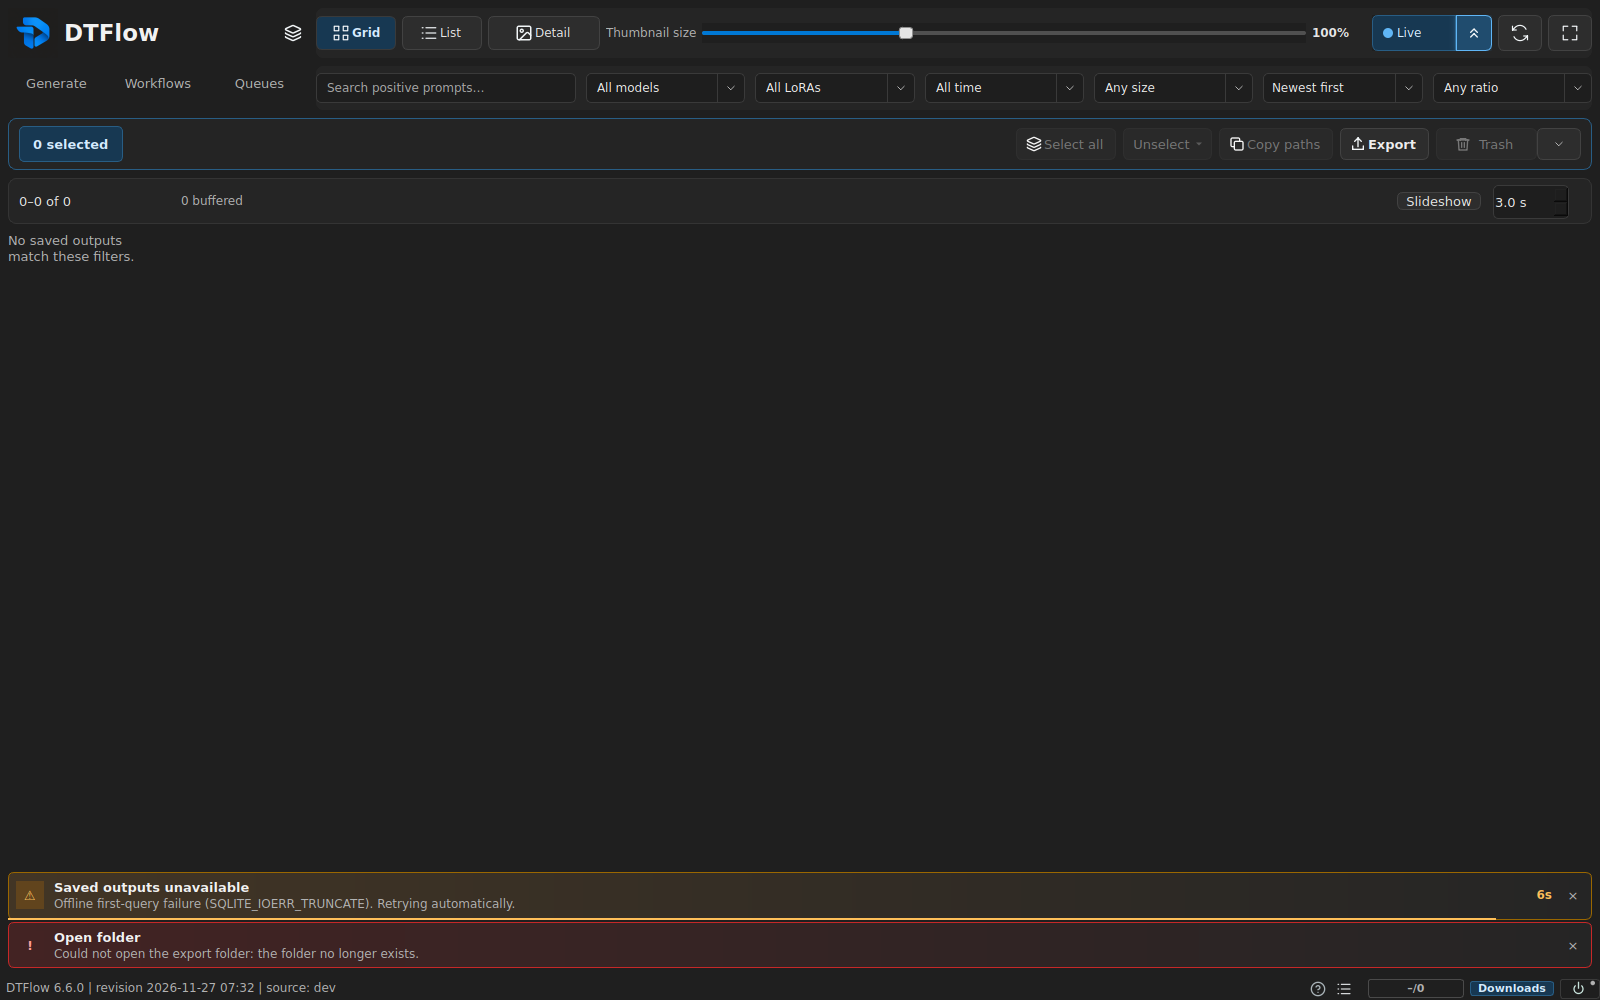 DTFlow
Grid
List
Detail
Thumbnail size
100%
Live
Generate
Workflows
Queues
Search positive prompts...
All models
All LoRAs
All time
Any size
Newest first
Any ratio
0 selected
Select all
Unselect
Copy paths
Export
Trash
0–0 of 0
0 buffered
Slideshow
3.0 s
No saved outputs
match these filters.
Saved outputs unavailable
Offline first-query failure (SQLITE_IOERR_TRUNCATE). Retrying automatically.
6s
Open folder
Could not open the export folder: the folder no longer exists.
DTFlow 6.6.0 | revision 2026-11-27 07:32 | source: dev
–/0
Downloads